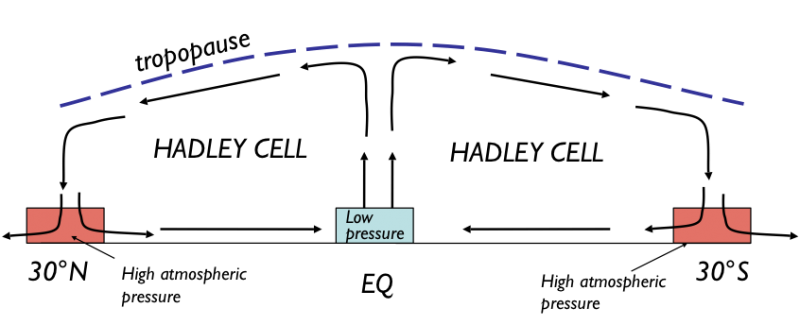 tropopause
HADLEY CELL
HADLEY CELL
Low
pressure
30°N
High atmospheric
pressure
EQ
High atmospheric
pressure
30°S